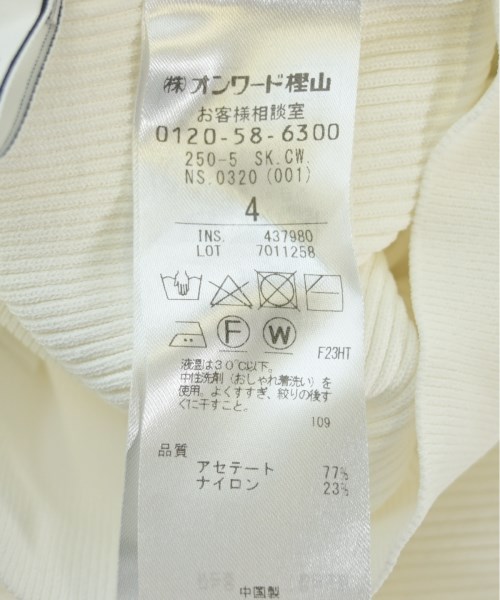 (株)オンワード樫山
お客様相談室
0120-58-6300
250-5 SK.CW.
NS.0320 (001)
4
INS. 437980
LOT 7011258
F W
F23HT
液温は30℃以下。
中性洗剤(おしゃれ着洗い)を
使用。よくすすぎ、絞りの後す
ぐに干すこと。
109
品質
アセテート 77%
ナイロン 23%
中国製